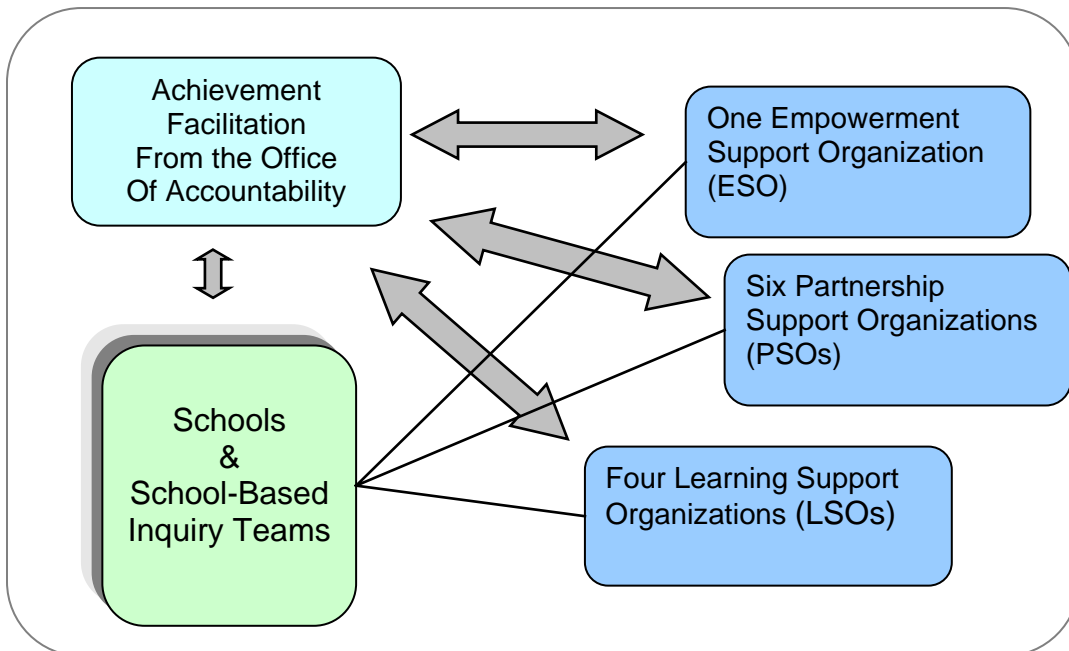 Achievement
Facilitation
From the Office
Of Accountability
One Empowerment
Support Organization
(ESO)
Six Partnership
Support Organizations
(PSOs)
Schools
&
School-Based
Inquiry Teams
Four Learning Support
Organizations (LSOs)